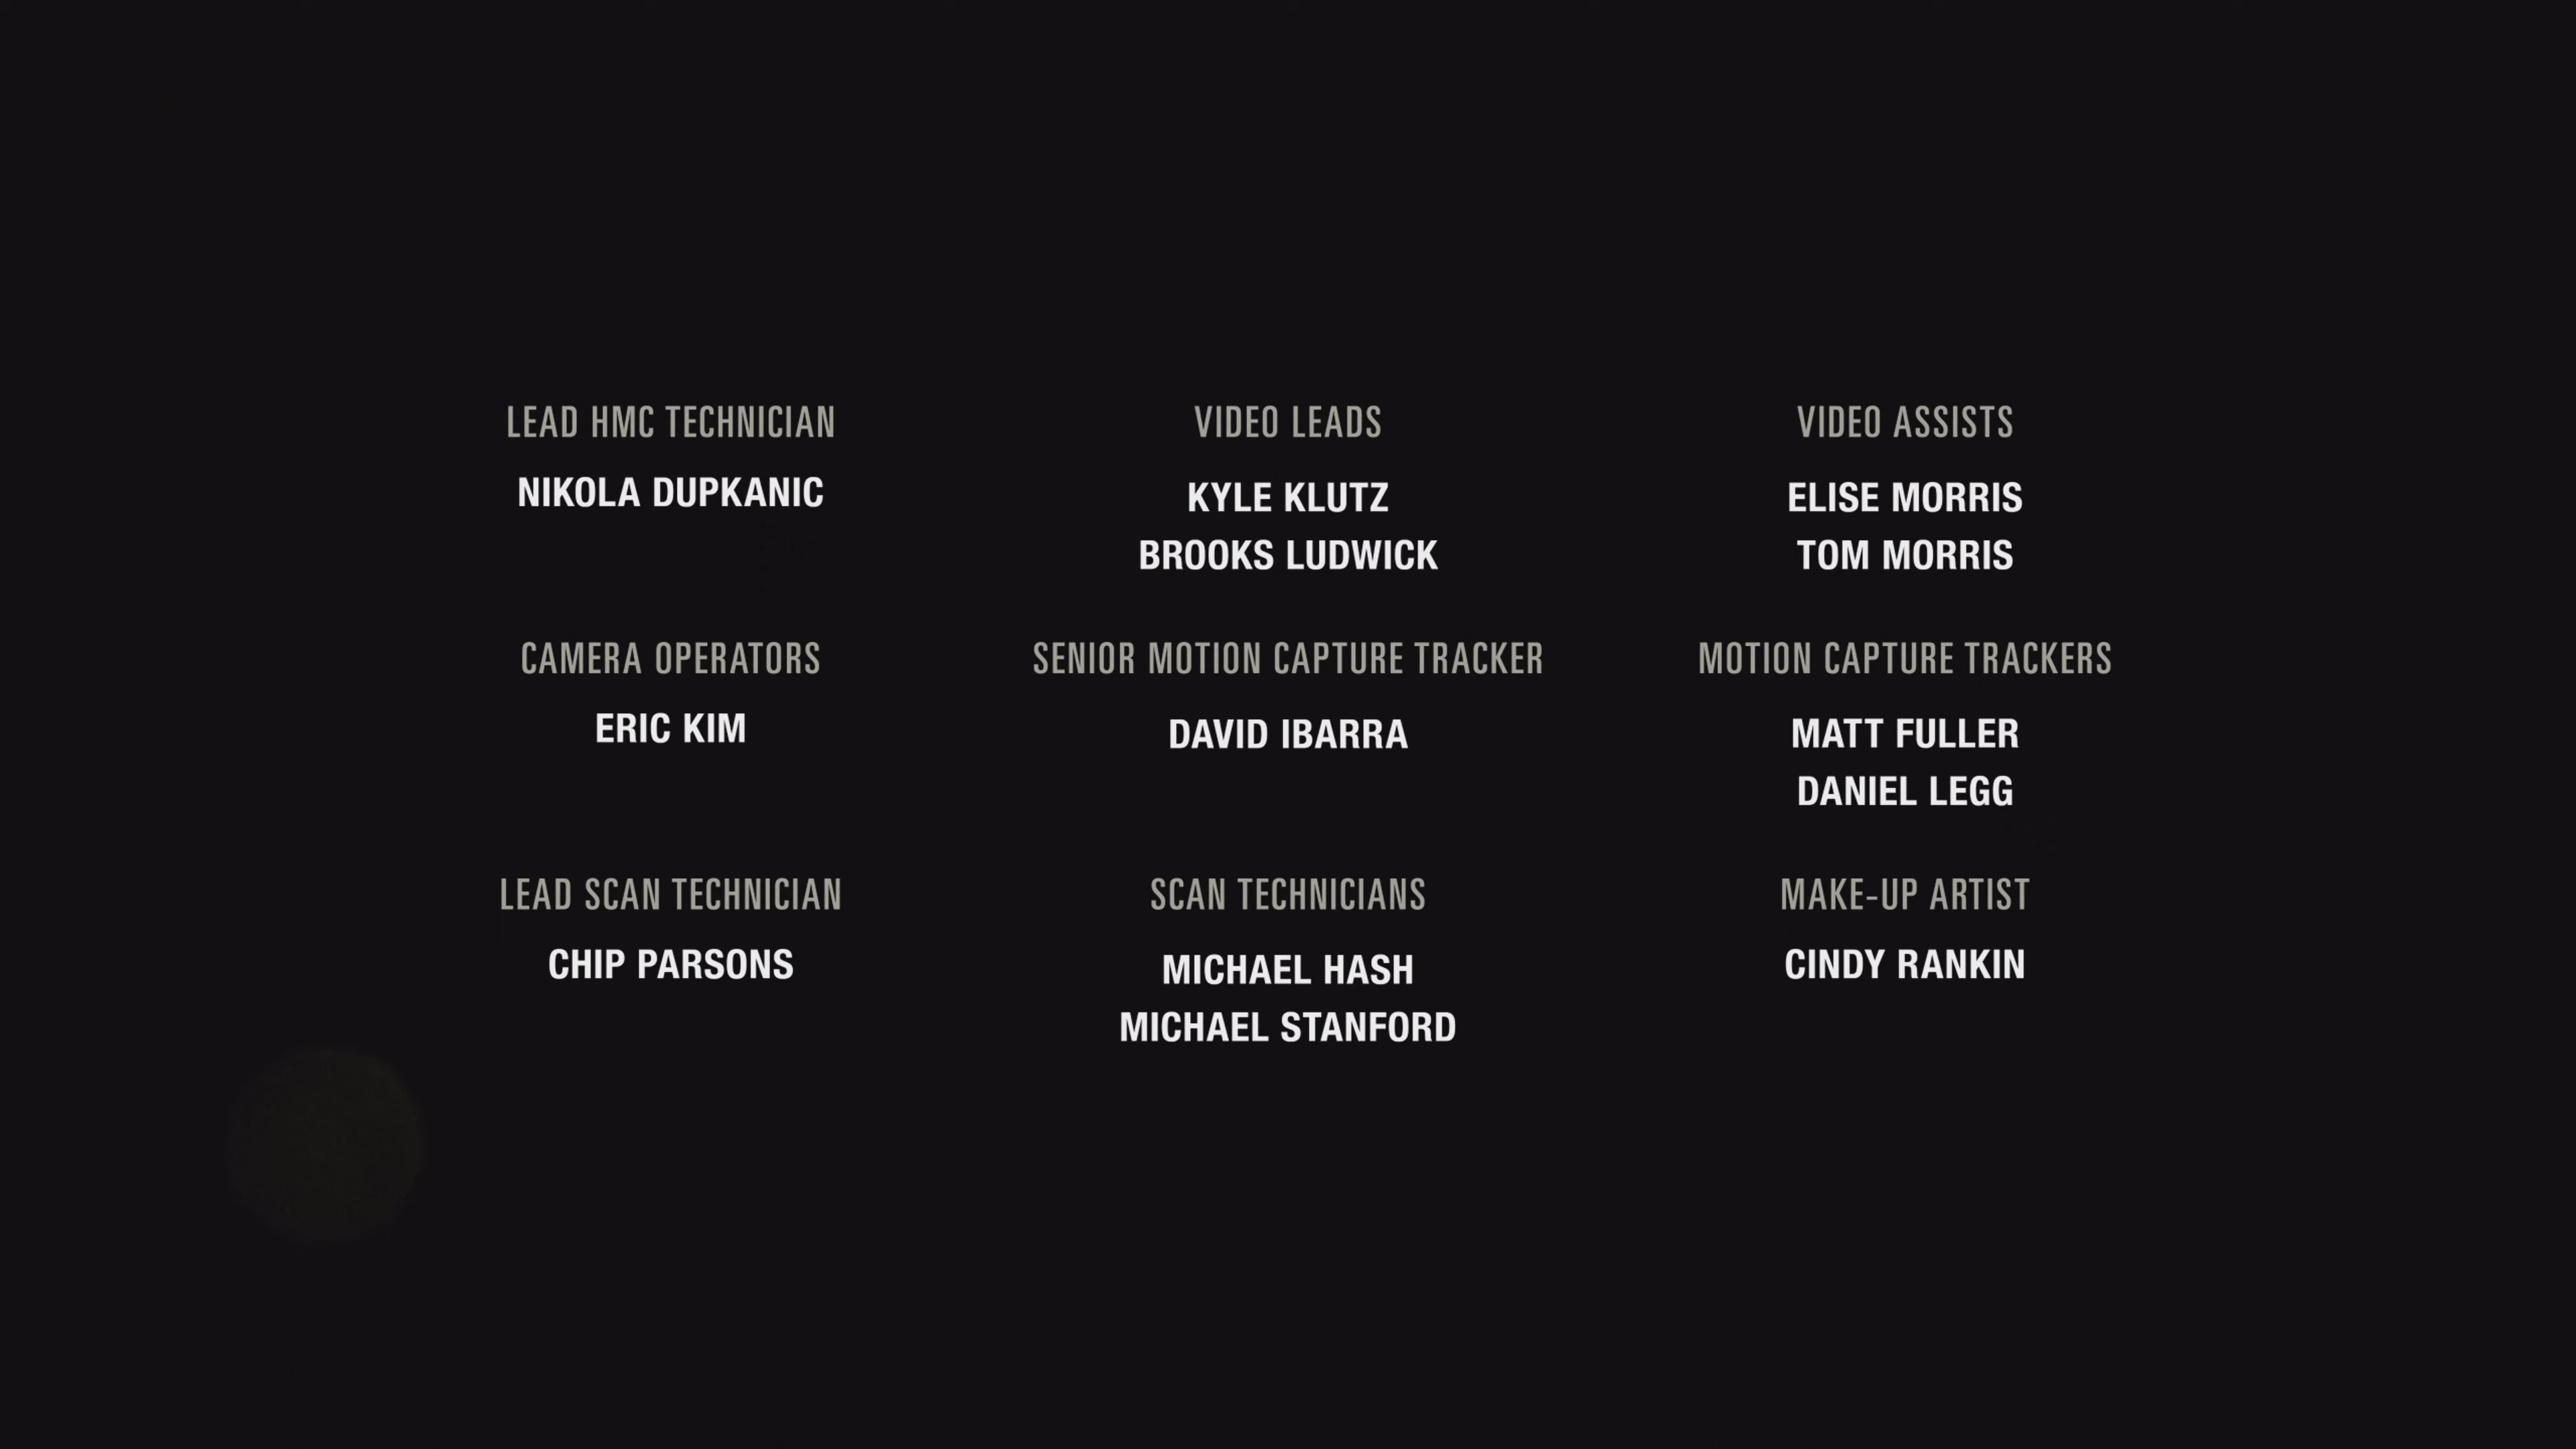 LEAD HMC TECHNICIAN
NIKOLA DUPKANIC
VIDEO LEADS
KYLE KLUTZ
BROOKS LUDWICK
VIDEO ASSISTS
ELISE MORRIS
TOM MORRIS
CAMERA OPERATORS
ERIC KIM
SENIOR MOTION CAPTURE TRACKER
DAVID IBARRA
MOTION CAPTURE TRACKERS
MATT FULLER
DANIEL LEGG
LEAD SCAN TECHNICIAN
CHIP PARSONS
SCAN TECHNICIANS
MICHAEL HASH
MICHAEL STANFORD
MAKE-UP ARTIST
CINDY RANKIN